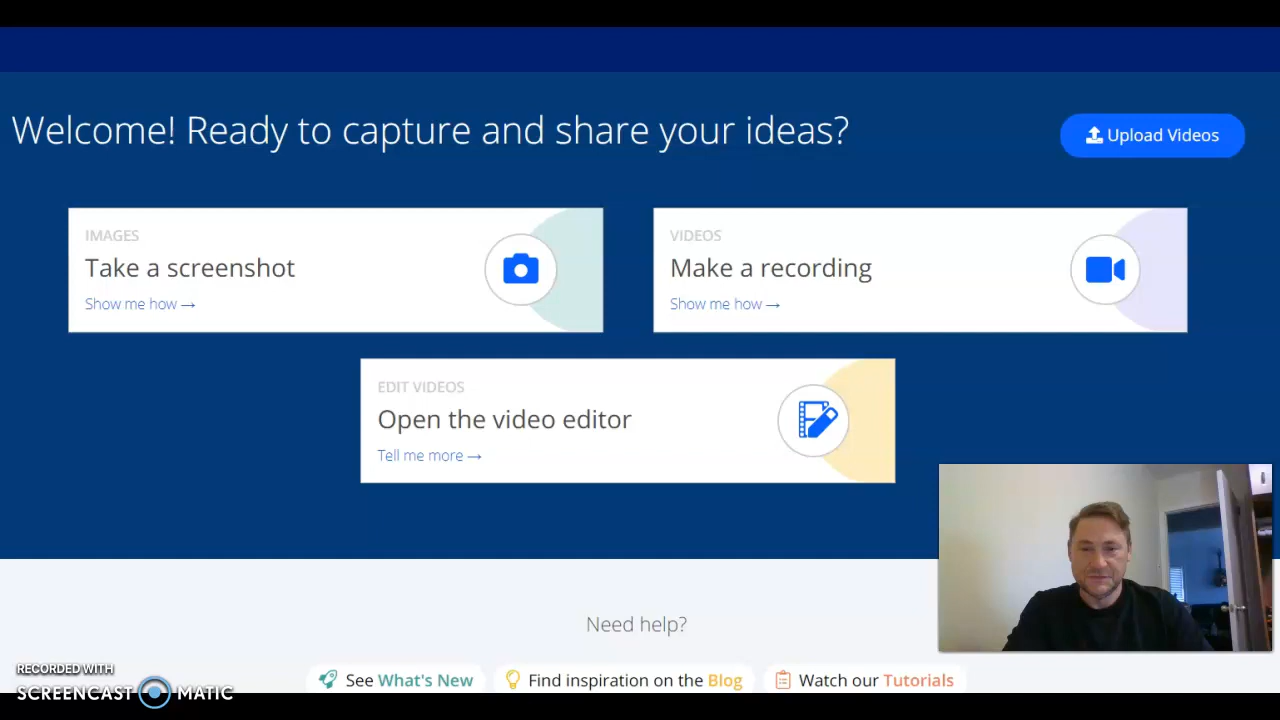 Welcome! Ready to capture and share your ideas?
Upload Videos
IMAGES
Take a screenshot
Show me how →
VIDEOS
Make a recording
Show me how →
EDIT VIDEOS
Open the video editor
Tell me more →
Need help?
See What's New
Find inspiration on the Blog
Watch our Tutorials
RECORDED WITH
SCREENCAST MATIC